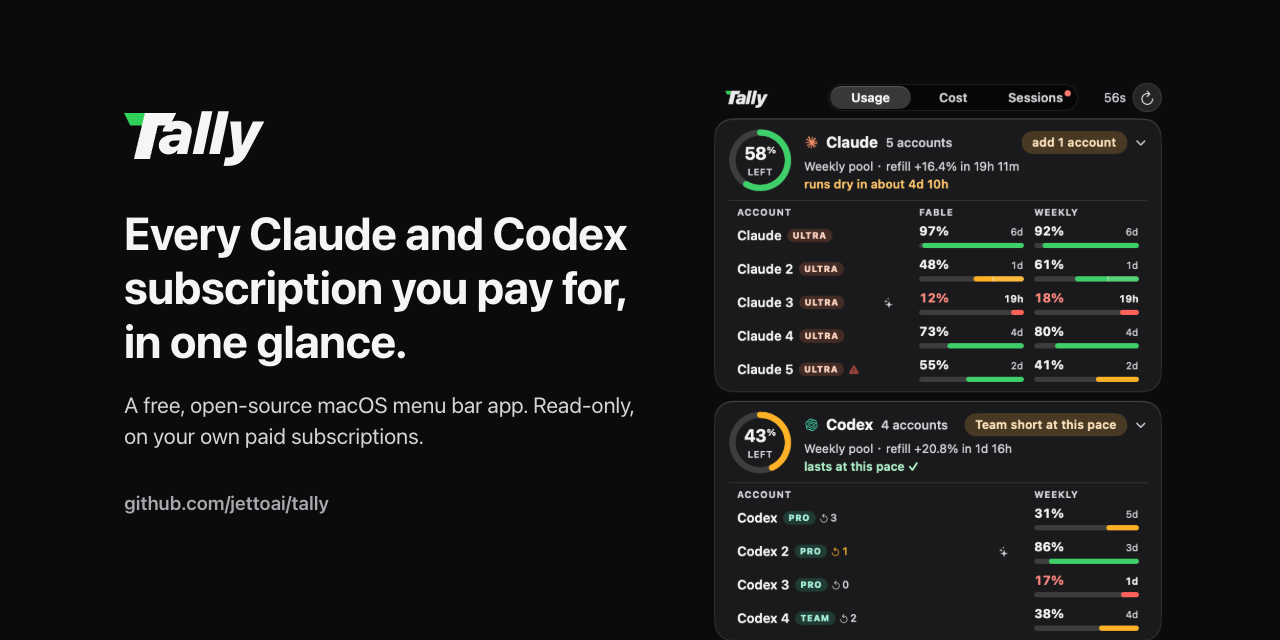 Tally
Every Claude and Codex
subscription you pay for,
in one glance.
A free, open-source macOS menu bar app. Read-only,
on your own paid subscriptions.
github.com/jettoai/tally
Tally Usage Cost Sessions 56s
58% LEFT
Claude 5 accounts add 1 account
Weekly pool · refill +16.4% in 19h 11m
runs dry in about 4d 10h
ACCOUNT FABLE WEEKLY
Claude ULTRA 97% 6d 92% 6d
Claude 2 ULTRA 48% 1d 61% 1d
Claude 3 ULTRA 12% 19h 18% 19h
Claude 4 ULTRA 73% 4d 80% 4d
Claude 5 ULTRA 55% 2d 41% 2d
43% LEFT
Codex 4 accounts Team short at this pace
Weekly pool · refill +20.8% in 1d 16h
lasts at this pace ✓
ACCOUNT WEEKLY
Codex PRO 3 31% 5d
Codex 2 PRO 1 86% 3d
Codex 3 PRO 0 17% 1d
Codex 4 TEAM 2 38% 4d